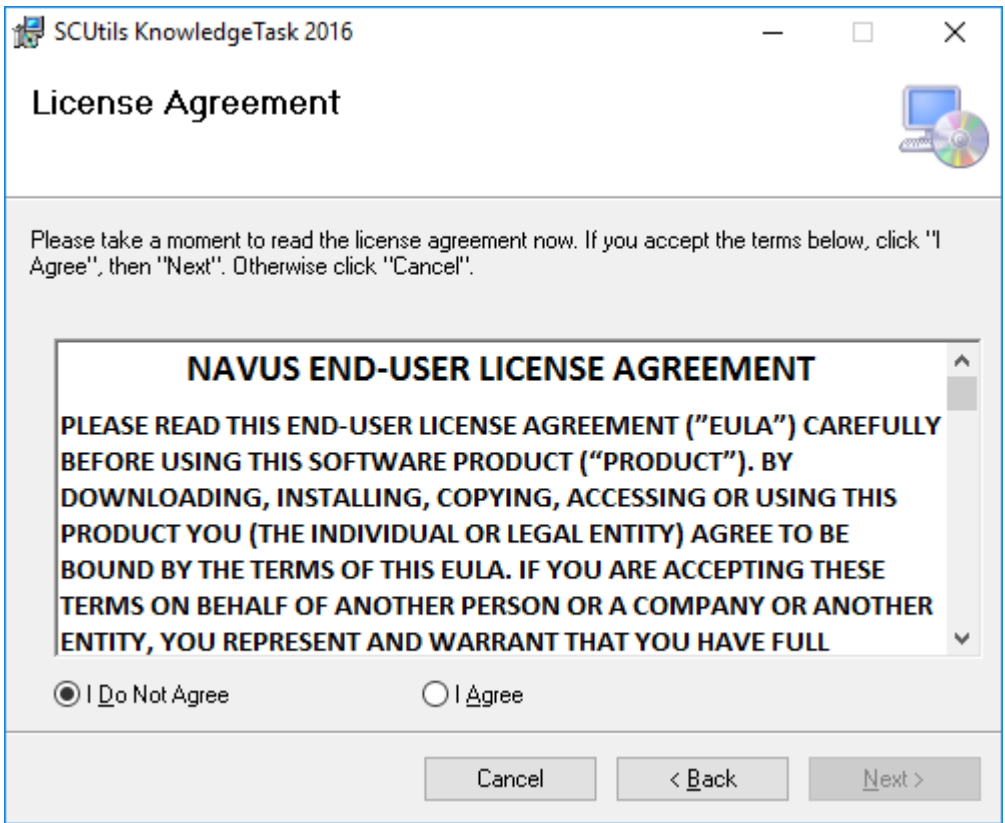 SCUtils KnowledgeTask 2016
License Agreement
Please take a moment to read the license agreement now. If you accept the terms below, click "I
Agree", then "Next". Otherwise click "Cancel".
NAVUS END-USER LICENSE AGREEMENT
PLEASE READ THIS END-USER LICENSE AGREEMENT (”EULA”) CAREFULLY
BEFORE USING THIS SOFTWARE PRODUCT (“PRODUCT”). BY
DOWNLOADING, INSTALLING, COPYING, ACCESSING OR USING THIS
PRODUCT YOU (THE INDIVIDUAL OR LEGAL ENTITY) AGREE TO BE
BOUND BY THE TERMS OF THIS EULA. IF YOU ARE ACCEPTING THESE
TERMS ON BEHALF OF ANOTHER PERSON OR A COMPANY OR ANOTHER
ENTITY, YOU REPRESENT AND WARRANT THAT YOU HAVE FULL
I Do Not Agree
I Agree
Cancel
< Back
Next >